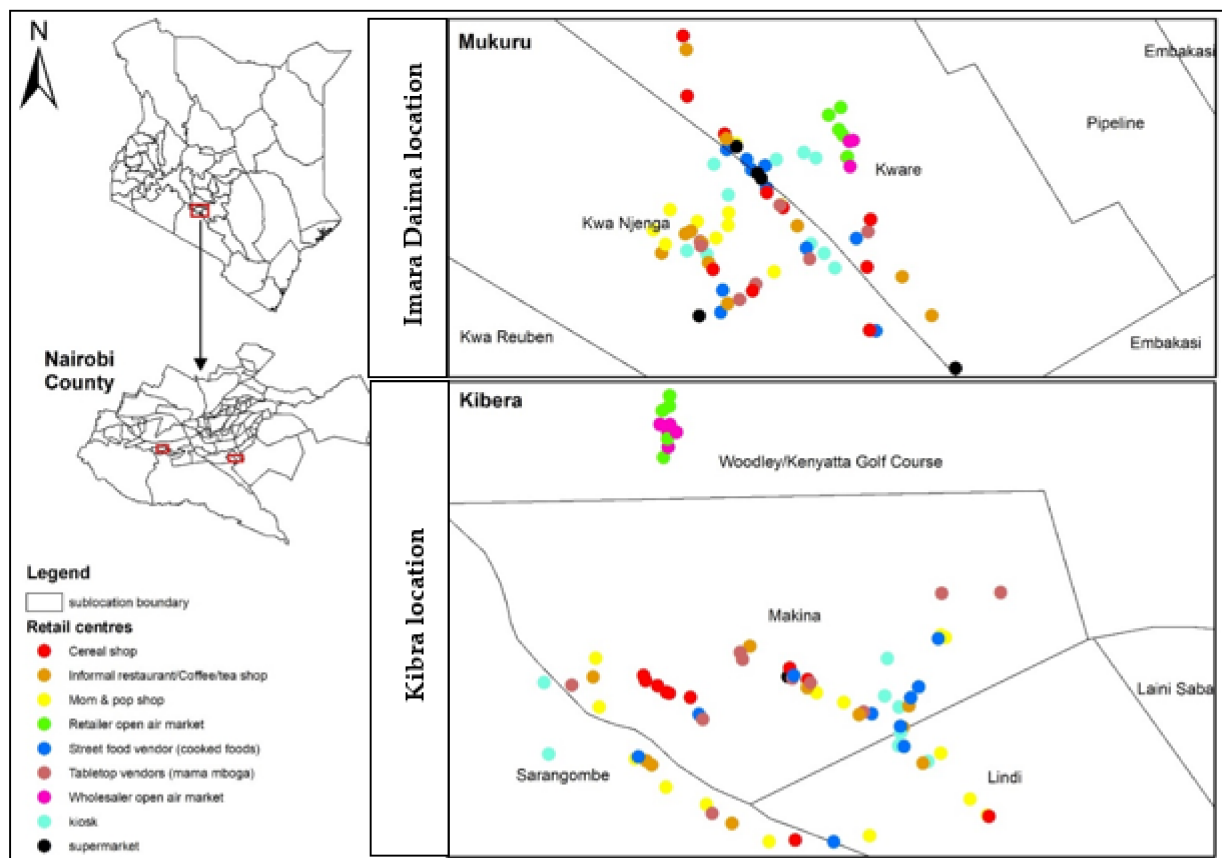 N
Nairobi
County
Legend
sublocation boundary
Retail centres
Cereal shop
Informal restaurant/Coffee/tea shop
Mom & pop shop
Retailer open air market
Street food vendor (cooked foods)
Tabletop vendors (mama mboga)
Wholesaler open air market
kiosk
supermarket
Imara Daima location
Mukuru
Embakasi
Pipeline
Kware
Kwa Njenga
Kwa Reuben
Embakasi
Kibra location
Kibera
Woodley/Kenyatta Golf Course
Makina
Laini Saba
Sarangombe
Lindi